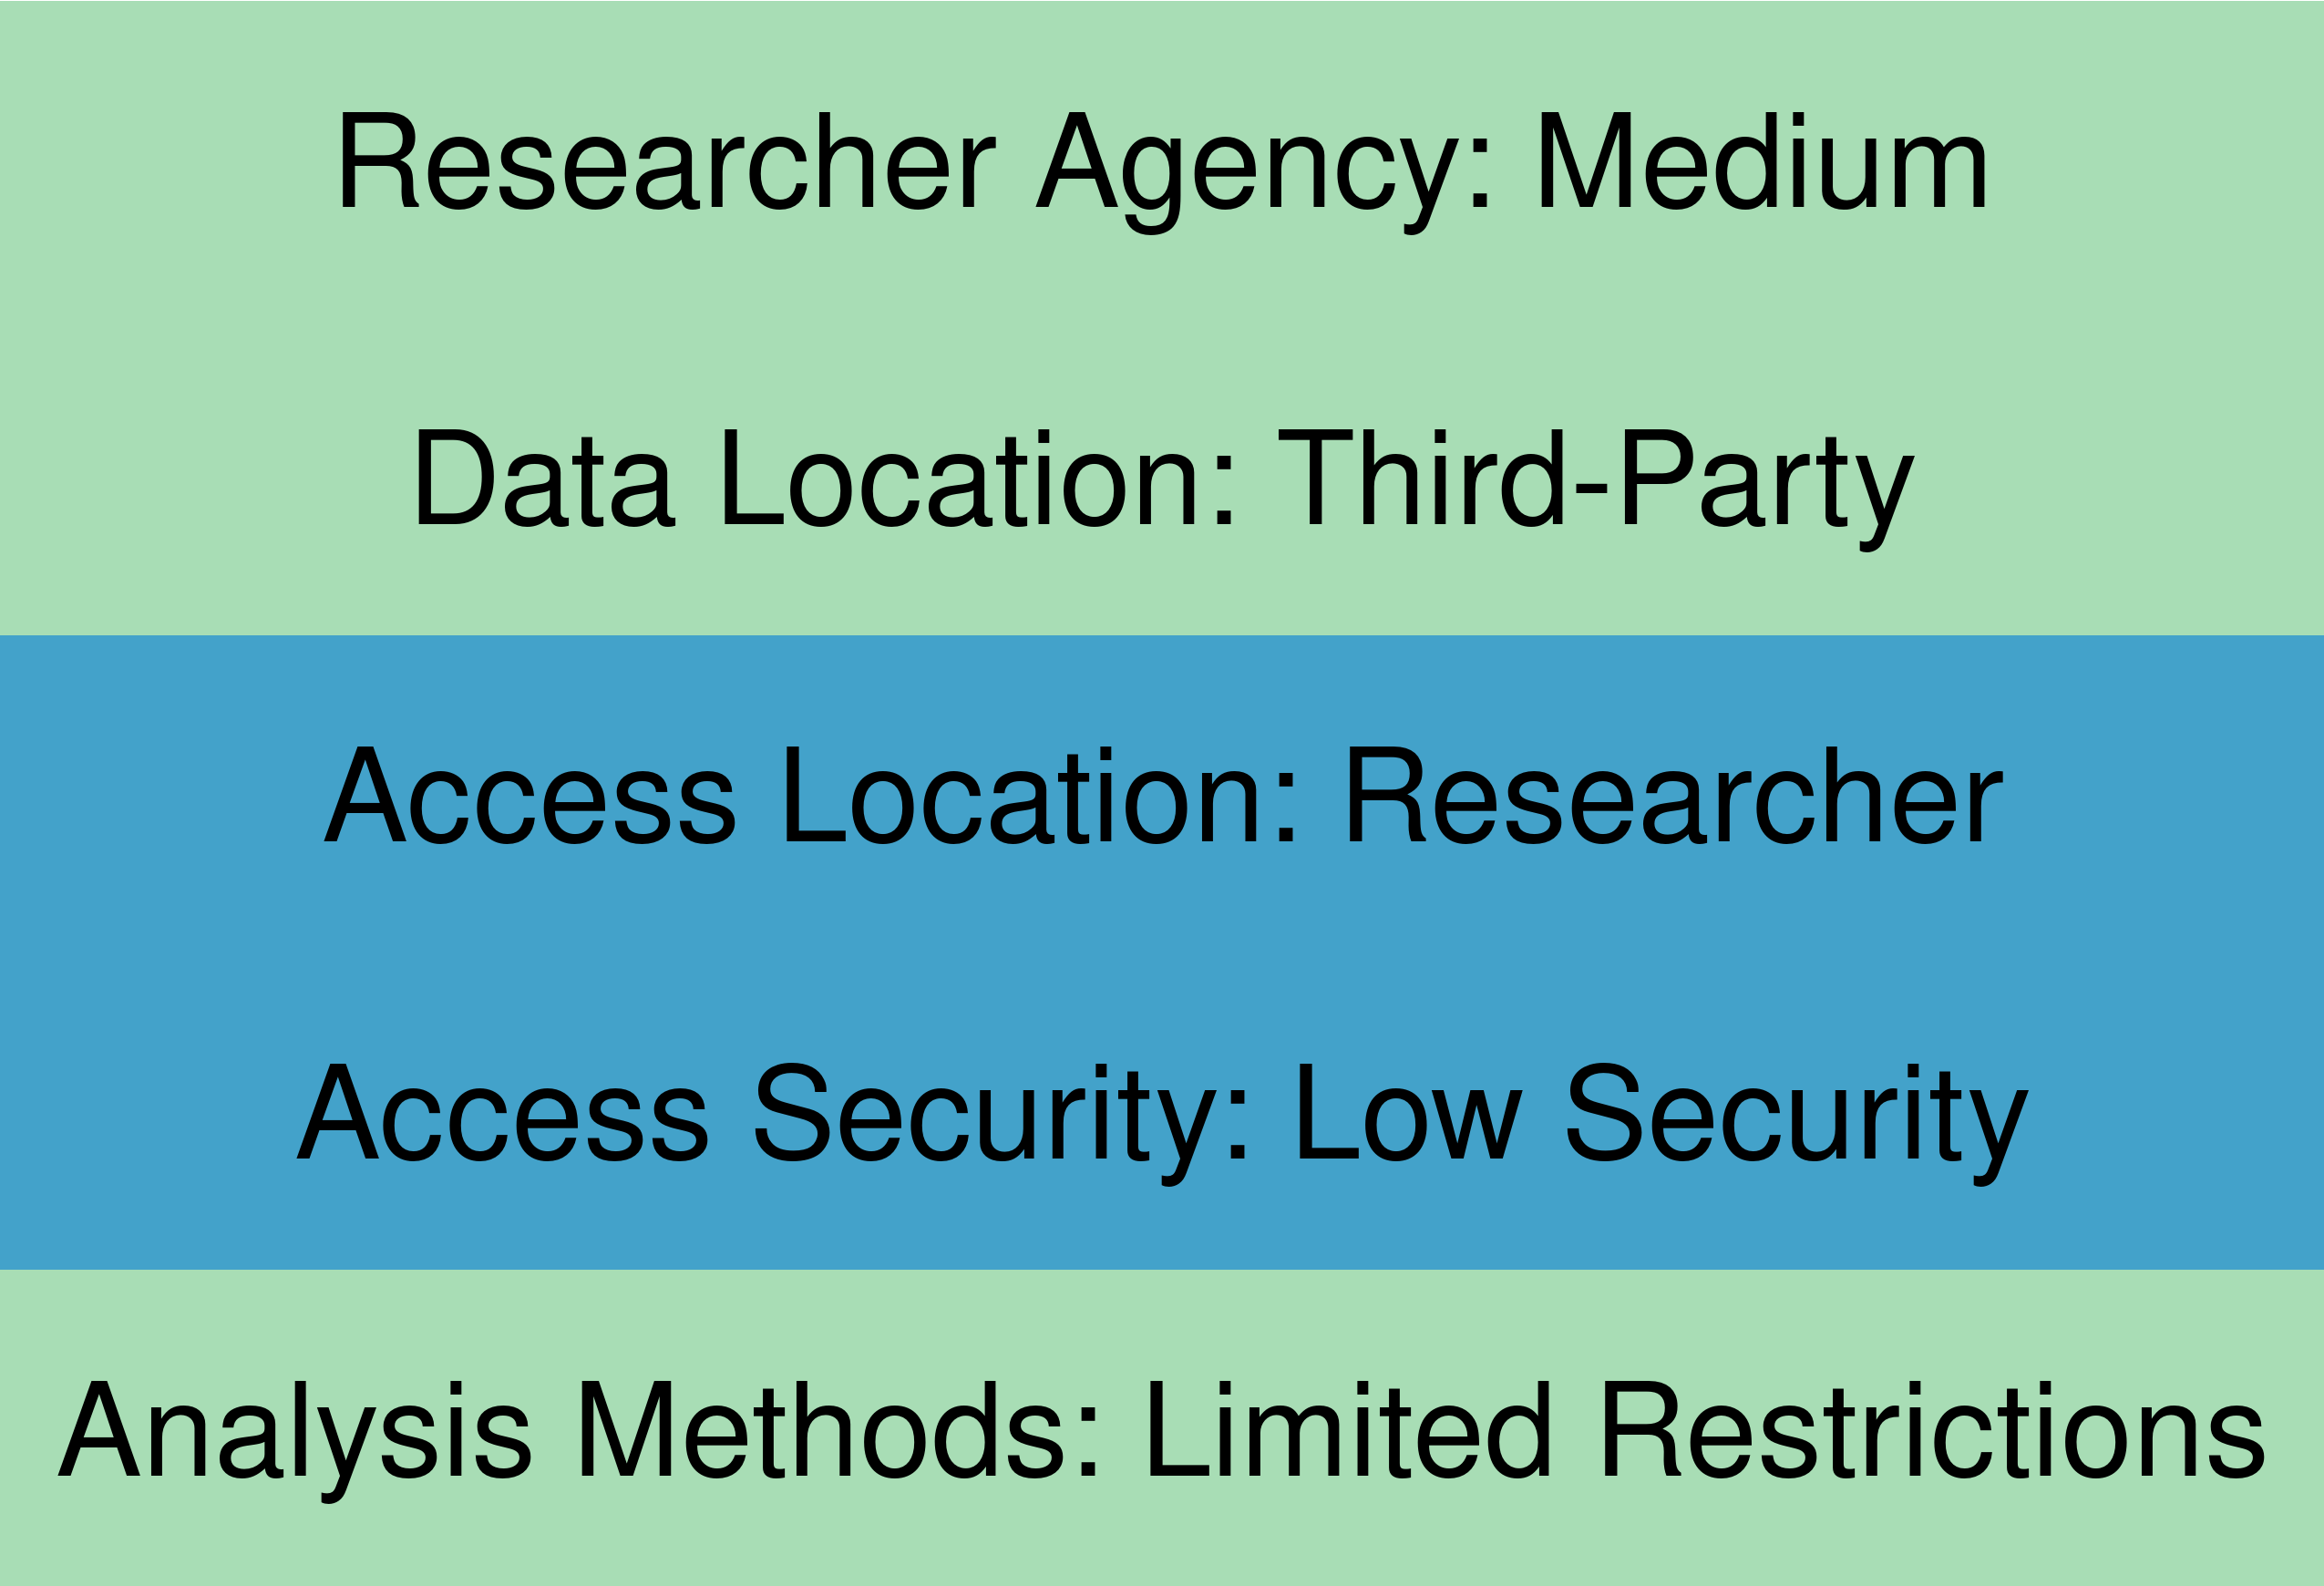 Researcher Agency: Medium
Data Location: Third-Party
Access Location: Researcher
Access Security: Low Security
Analysis Methods: Limited Restrictions